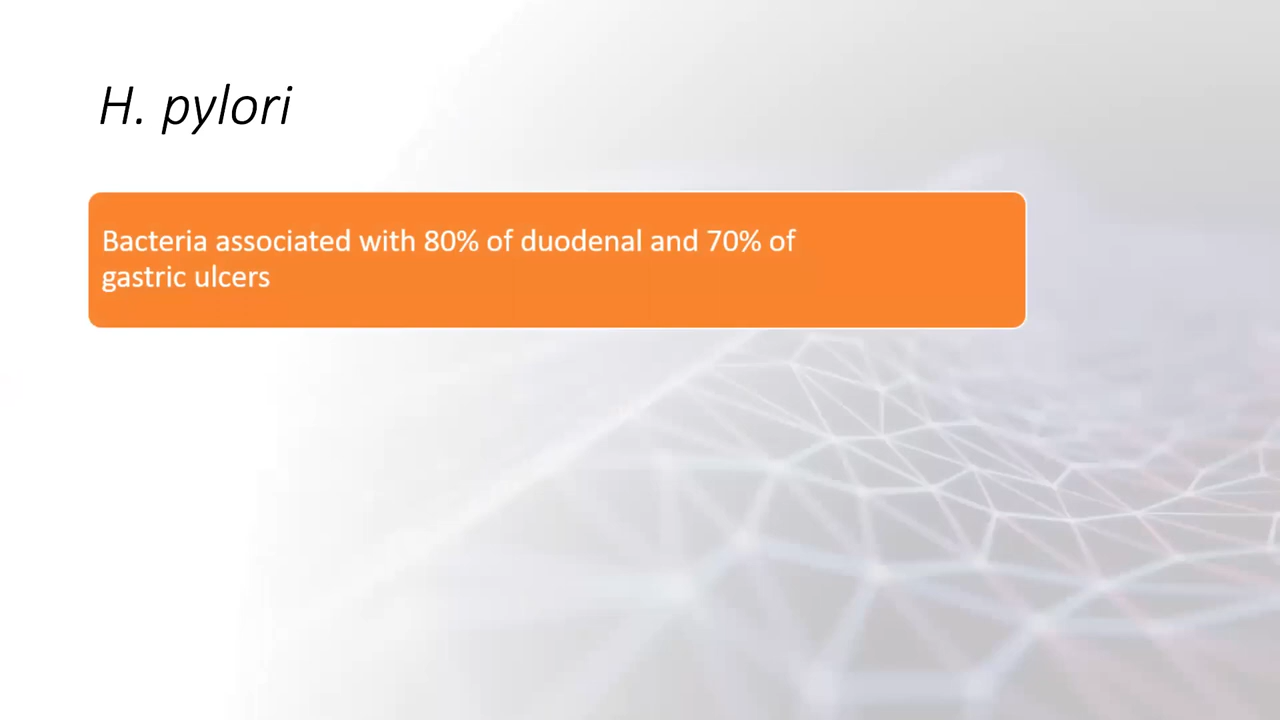 H. pylori
Bacteria associated with 80% of duodenal and 70% of
gastric ulcers